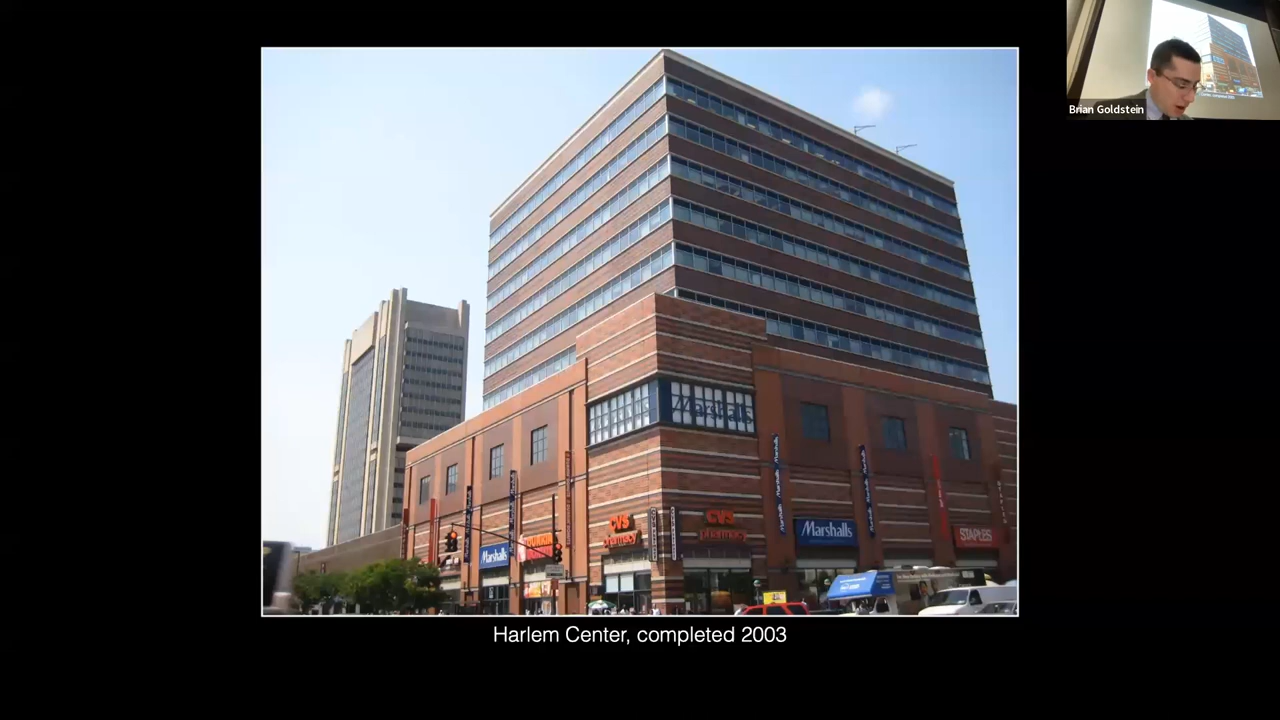 Brian Goldstein
Marshalls
CVS
pharmacy
CVS
pharmacy
Marshalls
Marshalls
STAPLES
Harlem Center, completed 2003